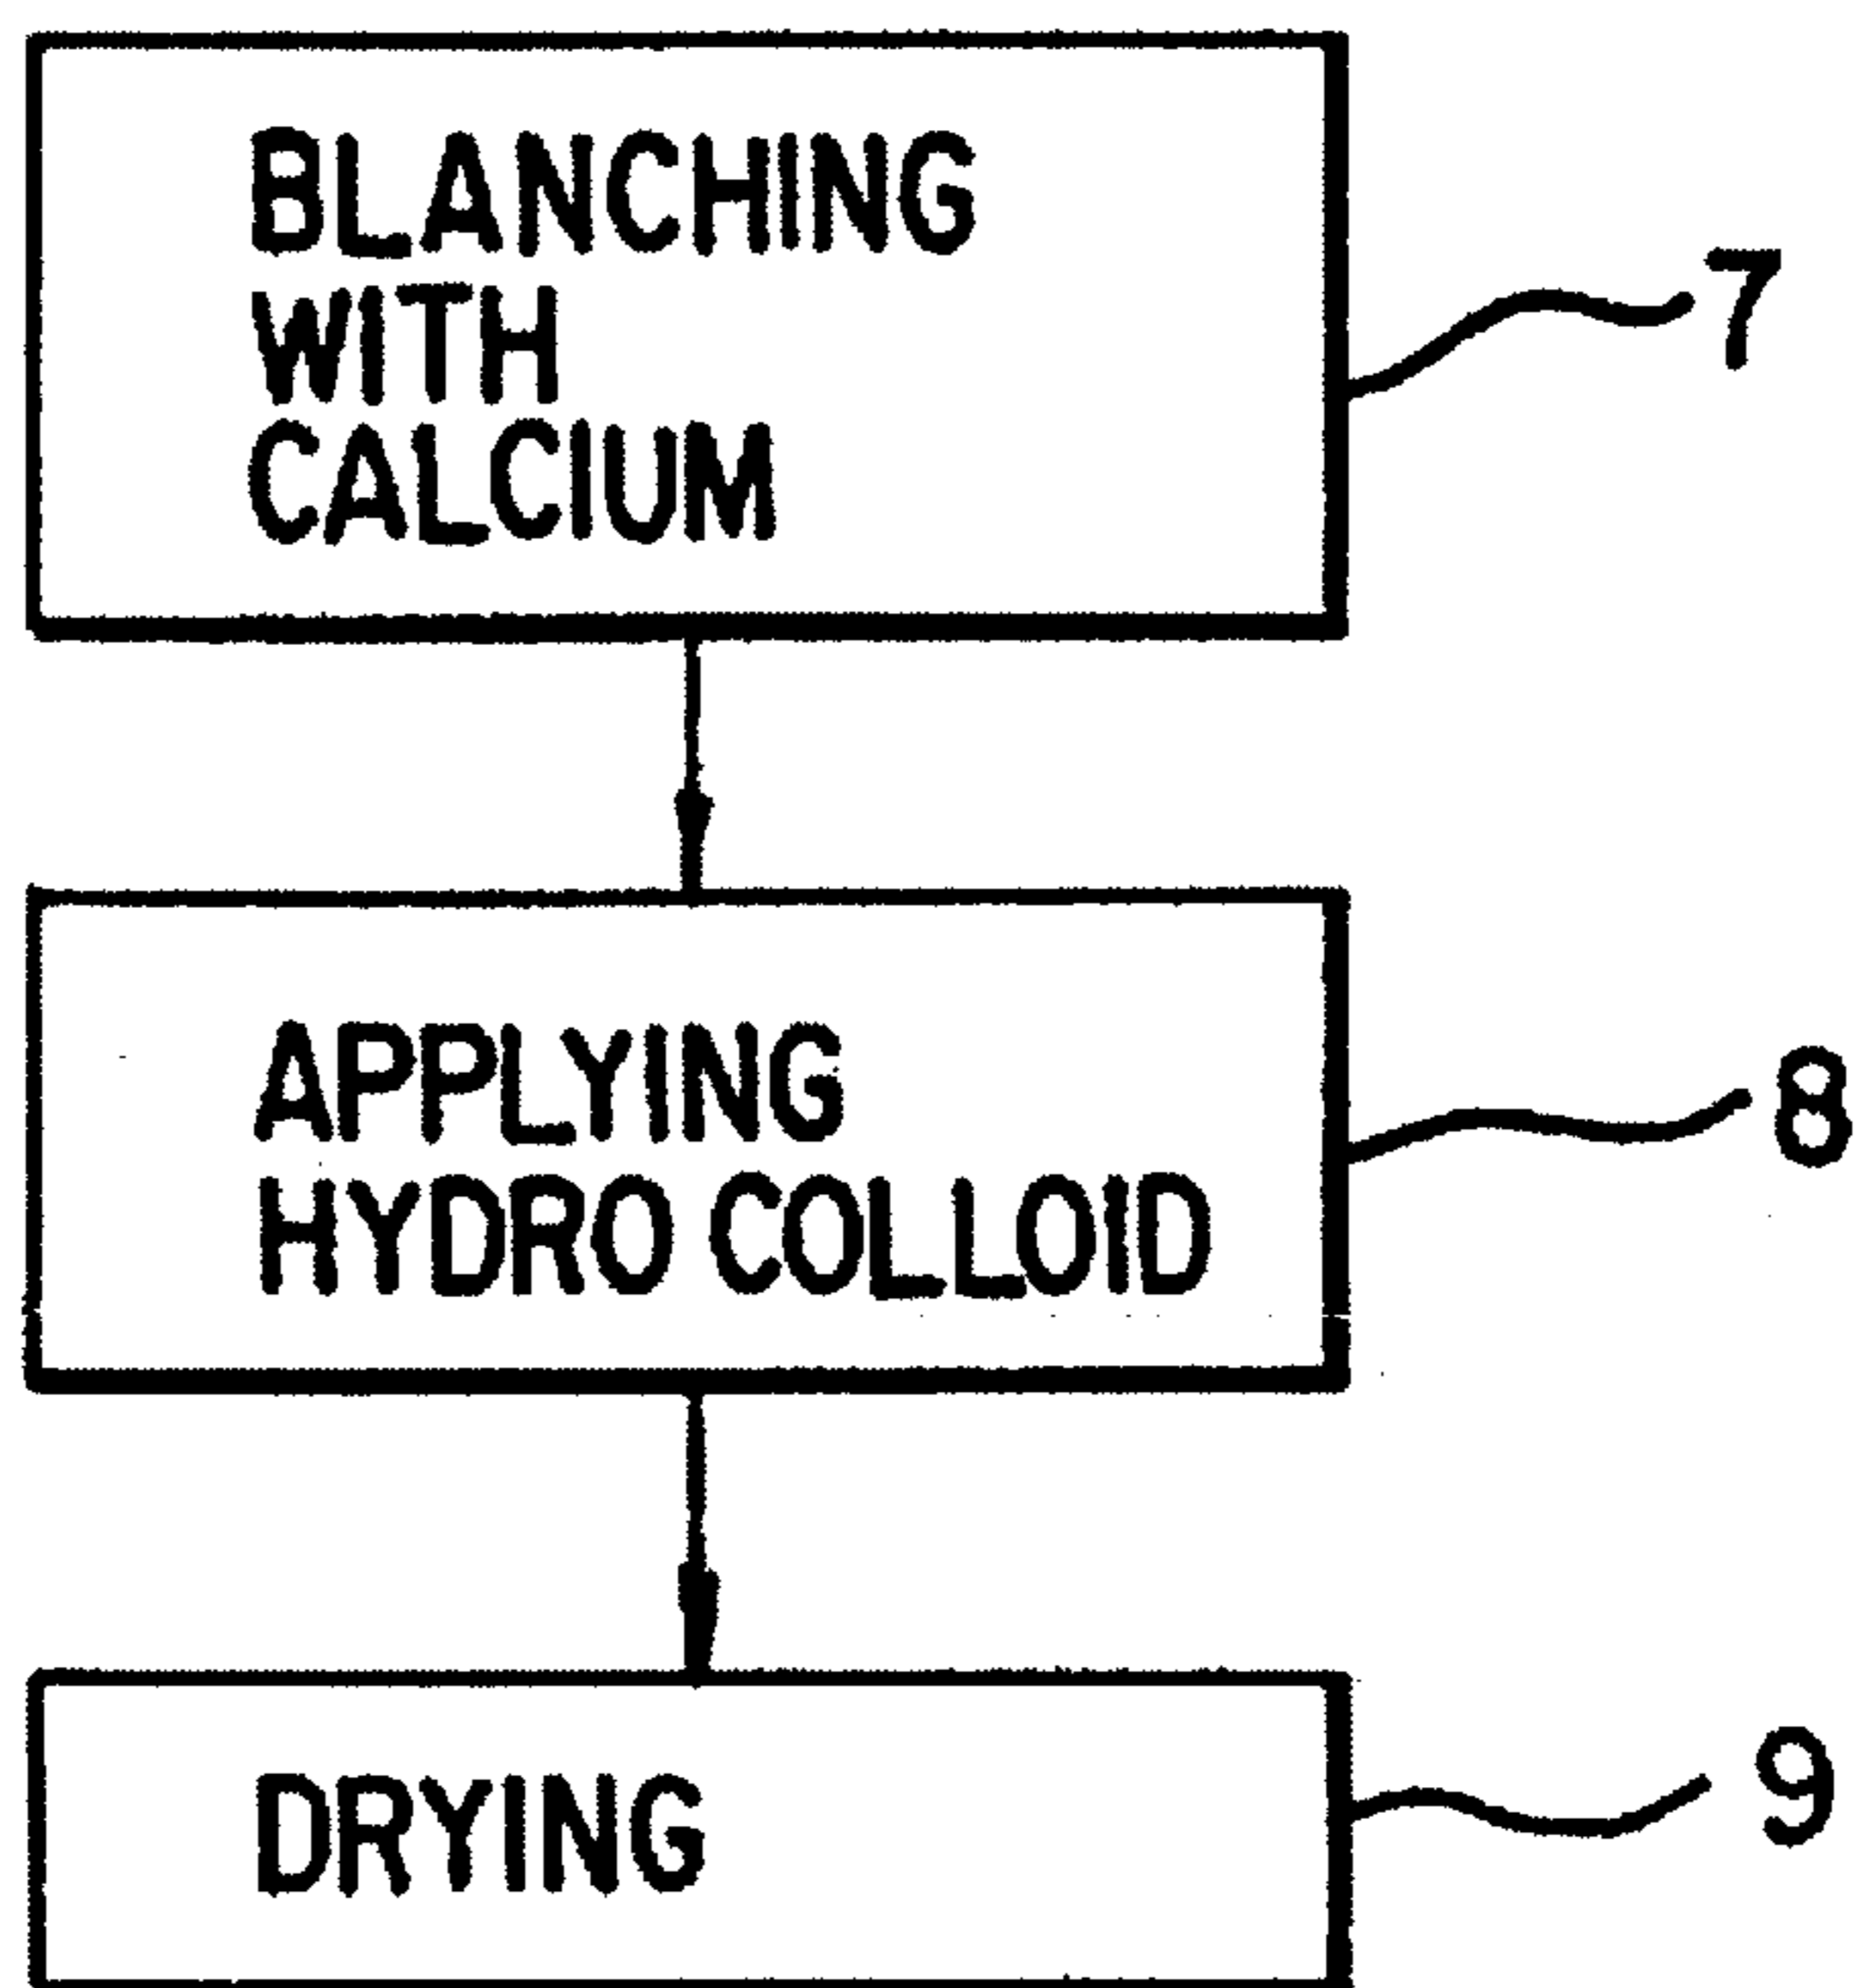 BLANCHING
WITH
CALCIUM
7
APPLYING
HYDRO COLLOID
8
DRYING
9